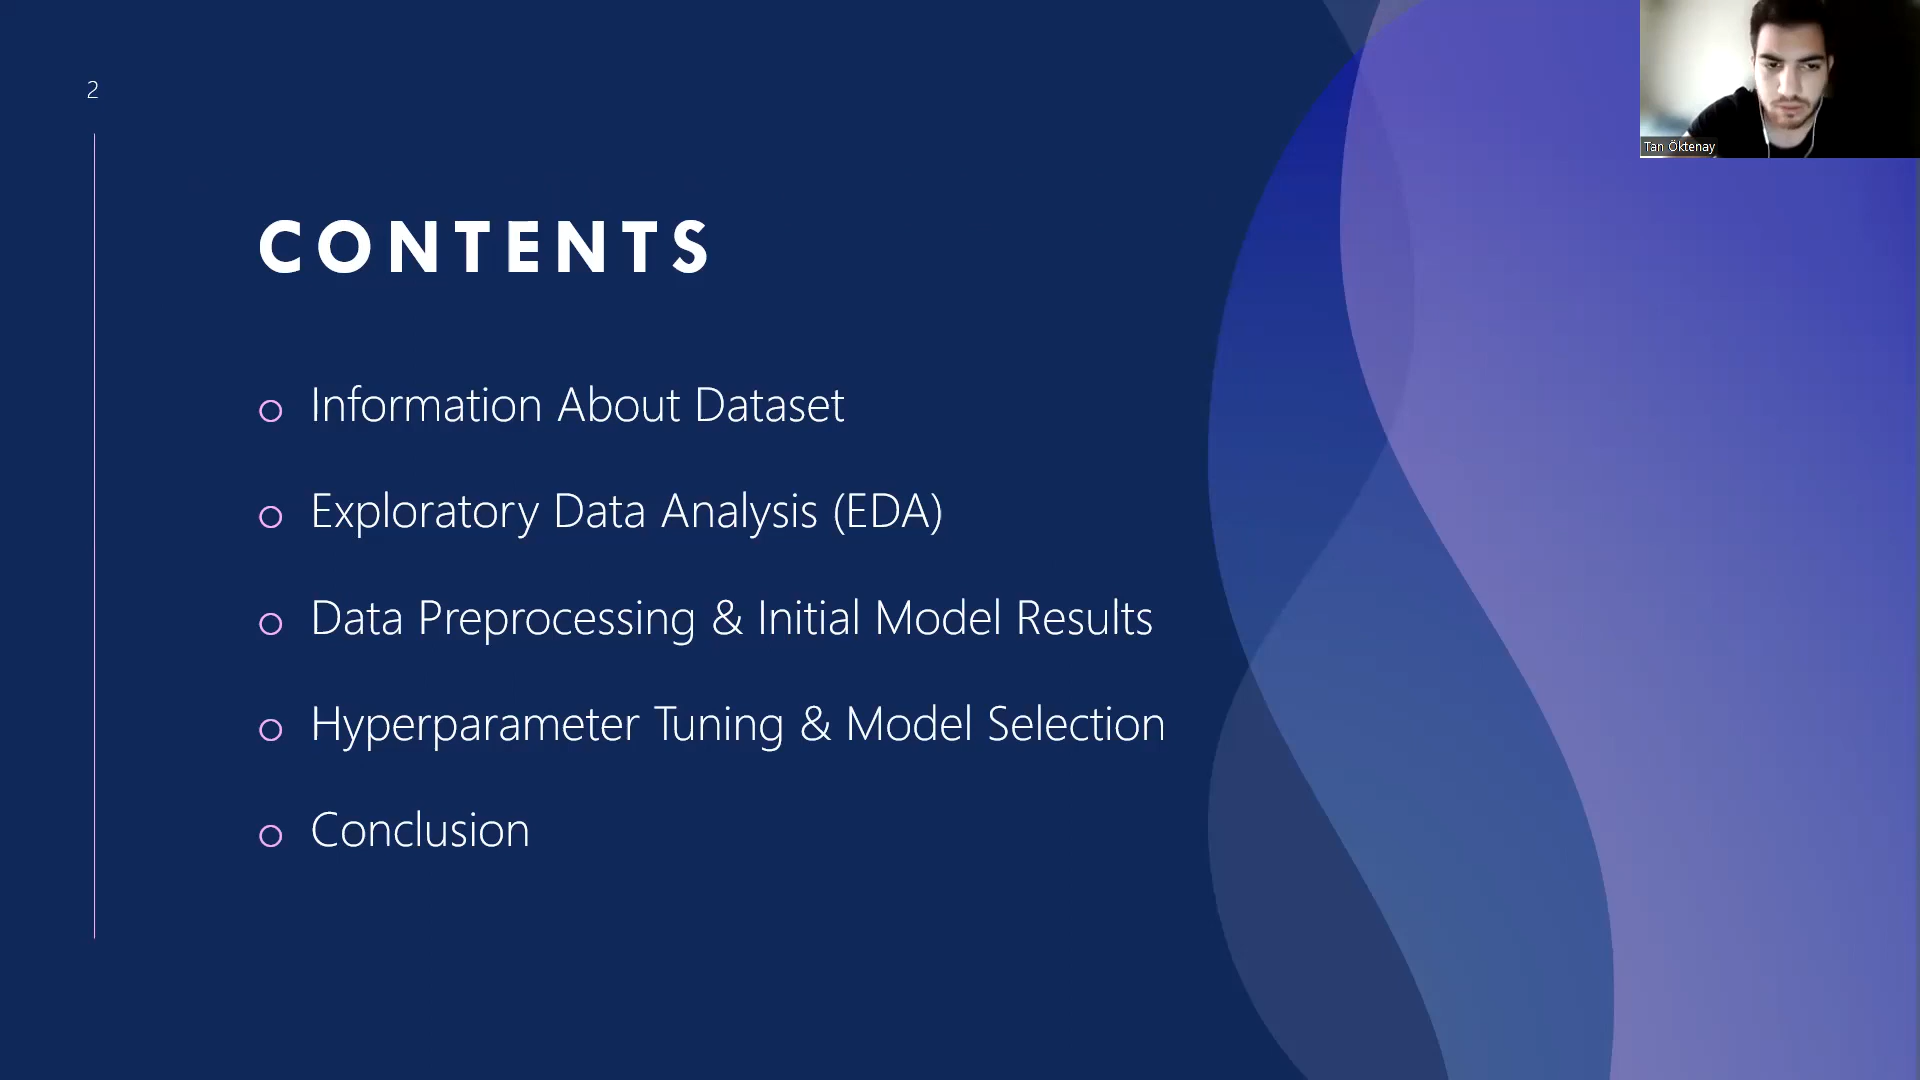 2
Tan Öktenay
CONTENTS
Information About Dataset
Exploratory Data Analysis (EDA)
Data Preprocessing & Initial Model Results
Hyperparameter Tuning & Model Selection
Conclusion